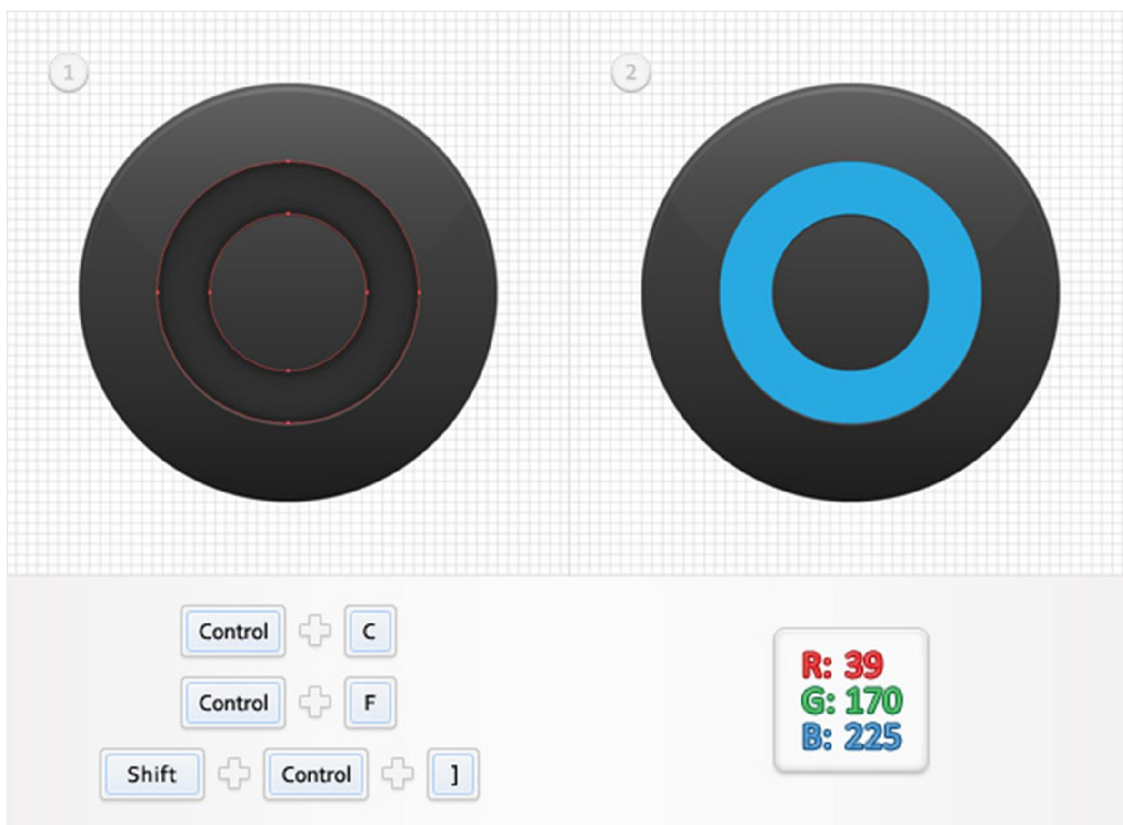 1
2
Control + C
Control + F
Shift + Control + ]
R: 39
G: 170
B: 225